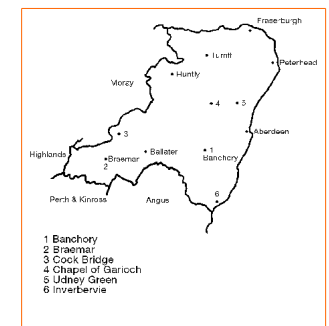 Fraserburgh
Turriff
Peterhead
Huntly
Moray
4
5
3
Aberdeen
1
Banchory
Highlands
Ballater
Braemar
2
6
Perth & Kinross
Angus
1 Banchory
2 Braemar
3 Cock Bridge
4 Chapel of Garioch
5 Udney Green
6 Inverbervie